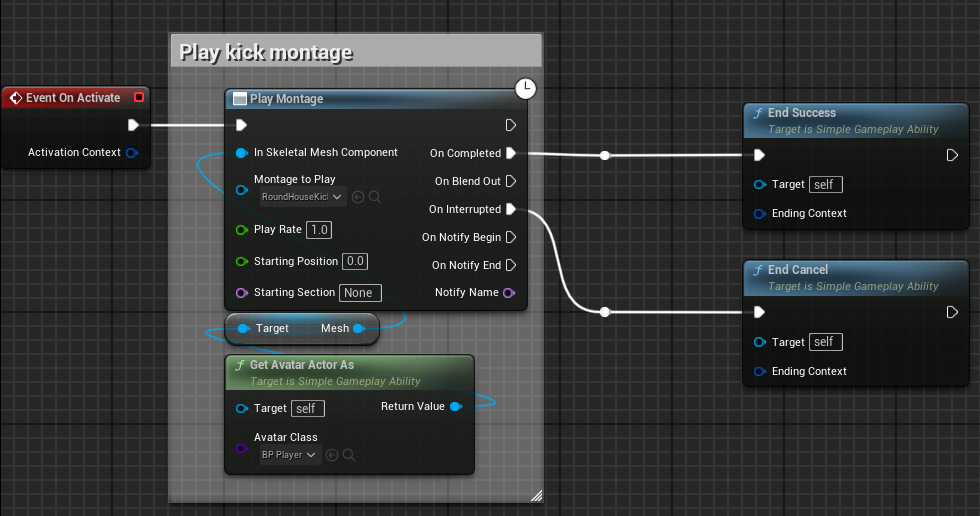 Play kick montage
Event On Activate
Activation Context
Play Montage
In Skeletal Mesh Component
Montage to Play
RoundHouseKic
Play Rate 1.0
Starting Position 0.0
Starting Section None
On Completed
On Blend Out
On Interrupted
On Notify Begin
On Notify End
Notify Name
Target Mesh
Get Avatar Actor As
Target is Simple Gameplay Ability
Target self
Return Value
Avatar Class
BP Player
End Success
Target is Simple Gameplay Ability
Target self
Ending Context
End Cancel
Target is Simple Gameplay Ability
Target self
Ending Context